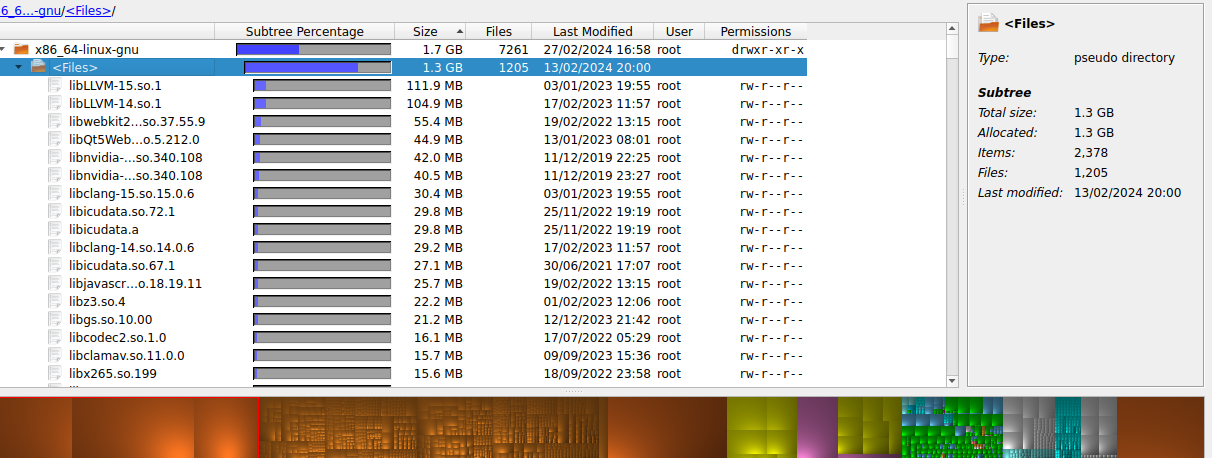 6_6...-gnu/<Files>/
Subtree Percentage Size Files Last Modified User Permissions
x86_64-linux-gnu 1.7 GB 7261 27/02/2024 16:58 root drwxr-xr-x
<Files> 1.3 GB 1205 13/02/2024 20:00
libLLVM-15.so.1 111.9 MB 03/01/2023 19:55 root rw-r--r--
libLLVM-14.so.1 104.9 MB 17/02/2023 11:57 root rw-r--r--
libwebkit2...so.37.55.9 55.4 MB 19/02/2022 13:15 root rw-r--r--
libQt5Web...o.5.212.0 44.9 MB 13/01/2023 08:01 root rw-r--r--
libnvidia-...so.340.108 42.0 MB 11/12/2019 22:25 root rw-r--r--
libnvidia-...so.340.108 40.5 MB 11/12/2019 23:27 root rw-r--r--
libclang-15.so.15.0.6 30.4 MB 03/01/2023 19:55 root rw-r--r--
libicudata.so.72.1 29.8 MB 25/11/2022 19:19 root rw-r--r--
libicudata.a 29.8 MB 25/11/2022 19:19 root rw-r--r--
libclang-14.so.14.0.6 29.2 MB 17/02/2023 11:57 root rw-r--r--
libicudata.so.67.1 27.1 MB 30/06/2021 17:07 root rw-r--r--
libjavascr...o.18.19.11 25.7 MB 19/02/2022 13:15 root rw-r--r--
libz3.so.4 22.2 MB 01/02/2023 12:06 root rw-r--r--
libgs.so.10.00 21.2 MB 12/12/2023 21:42 root rw-r--r--
libcodec2.so.1.0 16.1 MB 17/07/2022 05:29 root rw-r--r--
libclamav.so.11.0.0 15.7 MB 09/09/2023 15:36 root rw-r--r--
libx265.so.199 15.6 MB 18/09/2022 23:58 root rw-r--r--
<Files>
Type: pseudo directory
Subtree
Total size: 1.3 GB
Allocated: 1.3 GB
Items: 2,378
Files: 1,205
Last modified: 13/02/2024 20:00